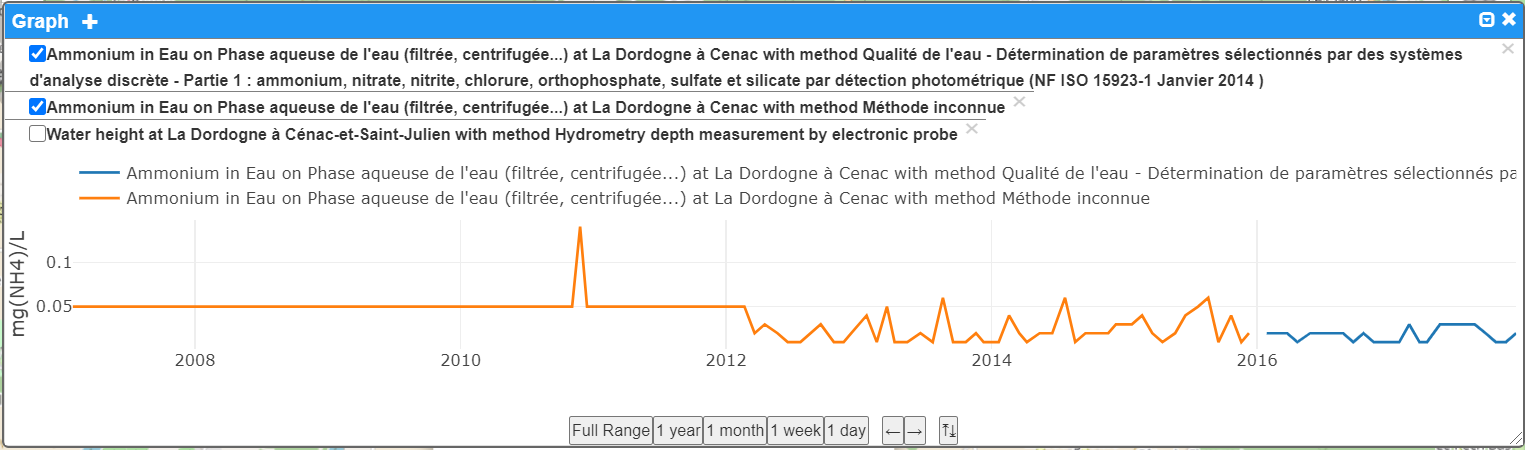 Graph +
Ammonium in Eau on Phase aqueuse de l'eau (filtrée, centrifugée...) at La Dordogne à Cenac with method Qualité de l'eau - Détermination de paramètres sélectionnés par des systèmes
d'analyse discrète - Partie 1 : ammonium, nitrate, nitrite, chlorure, orthophosphate, sulfate et silicate par détection photométrique (NF ISO 15923-1 Janvier 2014 )
Ammonium in Eau on Phase aqueuse de l'eau (filtrée, centrifugée...) at La Dordogne à Cenac with method Méthode inconnue
Water height at La Dordogne à Cénac-et-Saint-Julien with method Hydrometry depth measurement by electronic probe
Ammonium in Eau on Phase aqueuse de l'eau (filtrée, centrifugée...) at La Dordogne à Cenac with method Qualité de l'eau - Détermination de paramètres sélectionnés pa
Ammonium in Eau on Phase aqueuse de l'eau (filtrée, centrifugée...) at La Dordogne à Cenac with method Méthode inconnue
mg(NH4)/L
0.1
0.05
2008 2010 2012 2014 2016
Full Range 1 year 1 month 1 week 1 day ← →